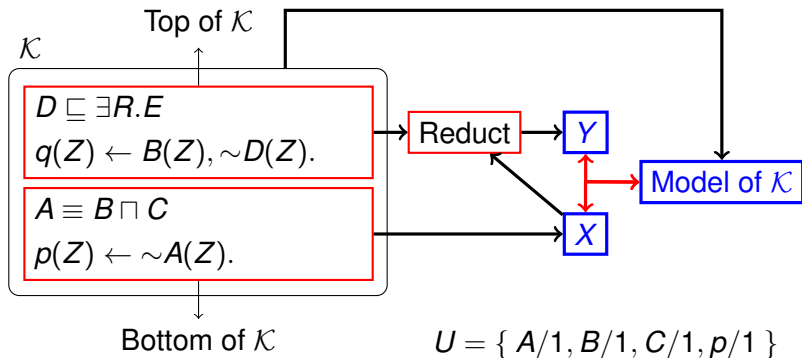 Top of 𝒦
𝒦
D ⊑ ∃R.E
q(Z) ← B(Z), ∼D(Z).
Reduct
Y
Model of 𝒦
A ≡ B ⊓ C
p(Z) ← ∼A(Z).
X
Bottom of 𝒦
U = { A/1, B/1, C/1, p/1 }